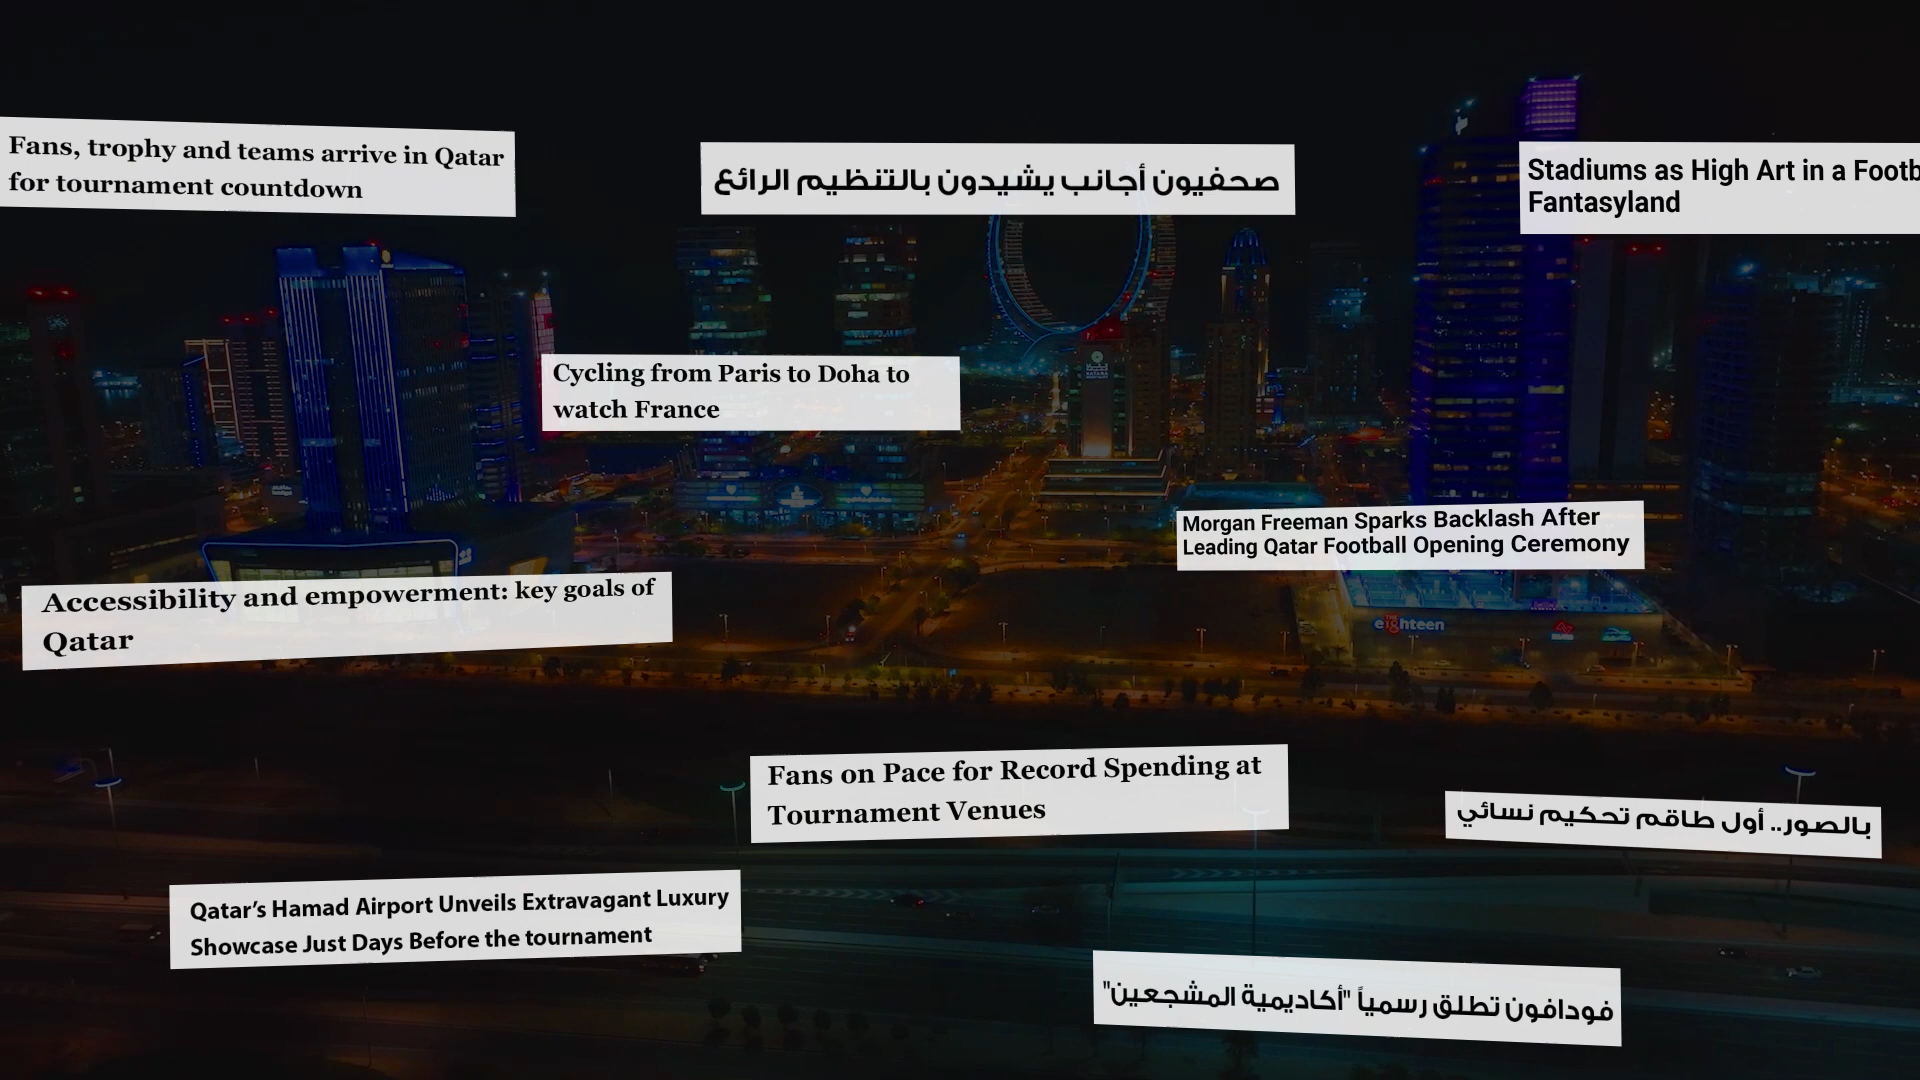 Fans, trophy and teams arrive in Qatar
for tournament countdown
صحفيون أجانب يشيدون بالتنظيم الرائع
Stadiums as High Art in a Footb
Fantasyland
Cycling from Paris to Doha to
watch France
Morgan Freeman Sparks Backlash After
Leading Qatar Football Opening Ceremony
Accessibility and empowerment: key goals of
Qatar
THE
eighteen
Fans on Pace for Record Spending at
Tournament Venues
بالصور.. أول طاقم تحكيم نسائي
Qatar’s Hamad Airport Unveils Extravagant Luxury
Showcase Just Days Before the tournament
فودافون تطلق رسمياً "أكاديمية المشجعين"